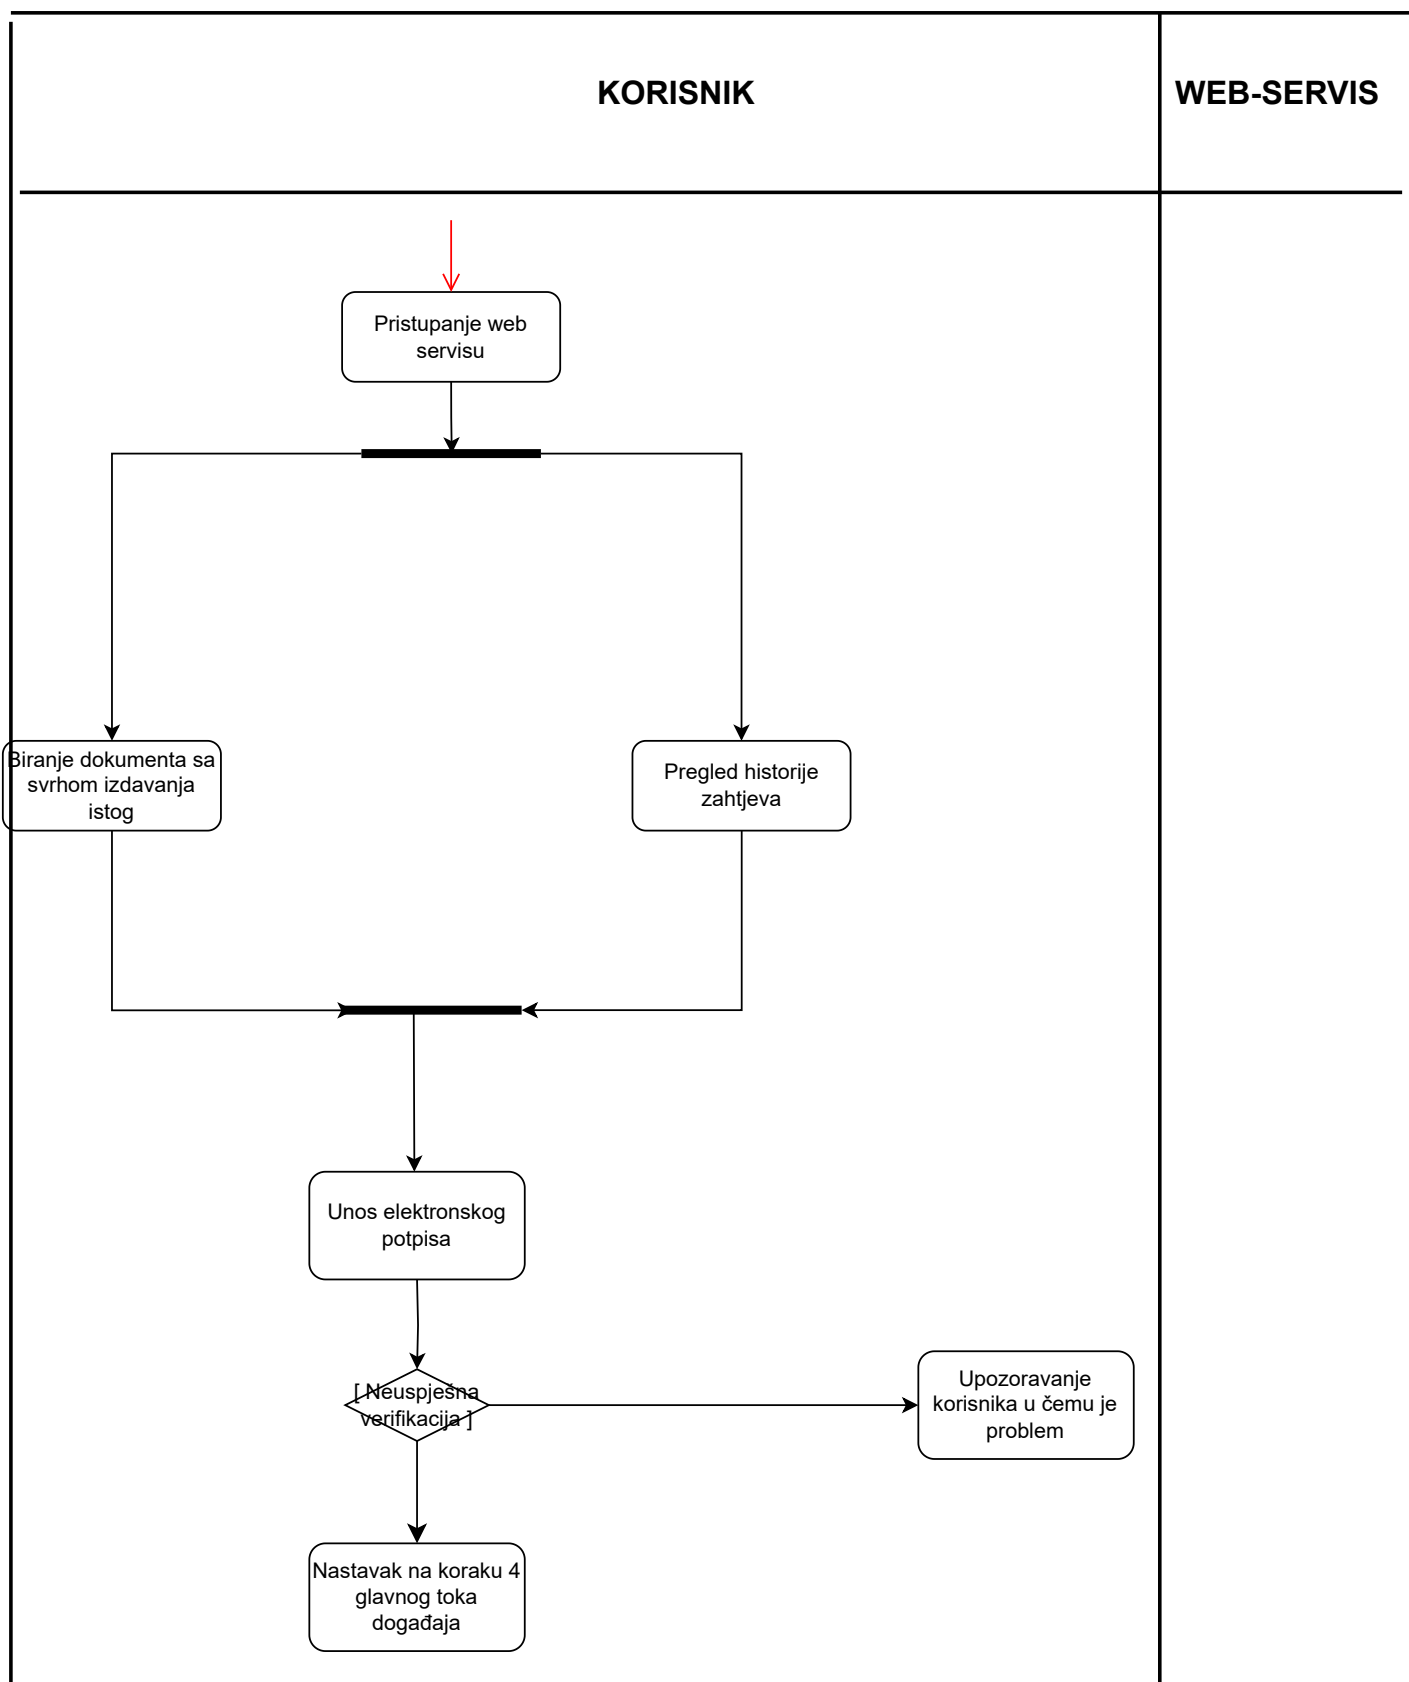 KORISNIK
WEB-SERVIS
Pristupanje web
servisu
Biranje dokumenta sa
svrhom izdavanja
istog
Pregled historije
zahtjeva
Unos elektronskog
potpisa
[ Neuspješna
verifikacija ]
Upozoravanje
korisnika u čemu je
problem
Nastavak na koraku 4
glavnog toka
događaja